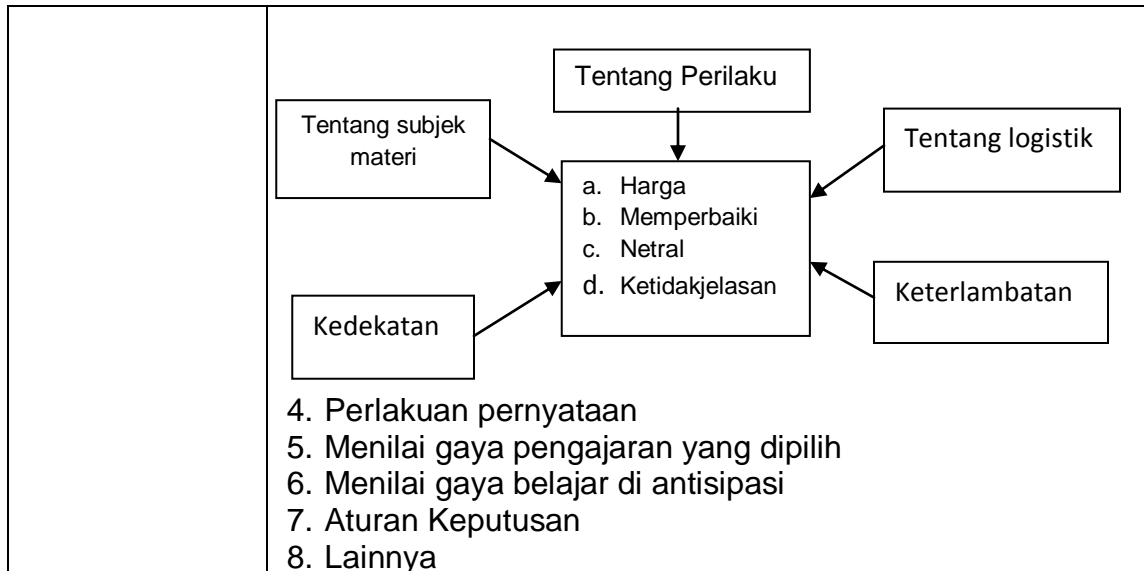 Tentang Perilaku
Tentang subjek
materi
Tentang logistik
a. Harga
b. Memperbaiki
c. Netral
d. Ketidakjelasan
Kedekatan
Keterlambatan
4. Perlakuan pernyataan
5. Menilai gaya pengajaran yang dipilih
6. Menilai gaya belajar di antisipasi
7. Aturan Keputusan
8. Lainnya